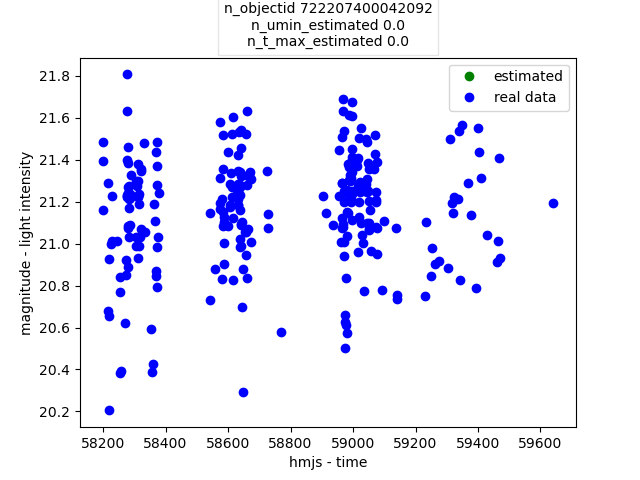 n_objectid 722207400042092
n_umin_estimated 0.0
n_t_max_estimated 0.0
estimated
real data
21.8
21.6
21.4
21.2
21.0
20.8
20.6
20.4
20.2
magnitude - light intensity
58200 58400 58600 58800 59000 59200 59400 59600
hmjs - time